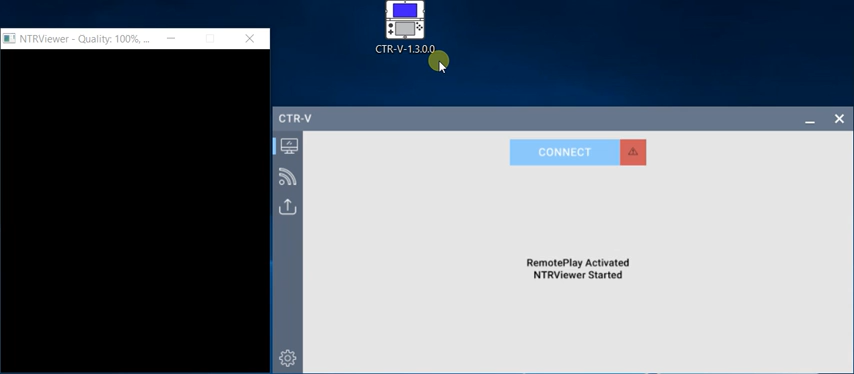 NTRViewer - Quality: 100%, ...
CTR-V-1.3.0.0
CTR-V
CONNECT
RemotePlay Activated
NTRViewer Started